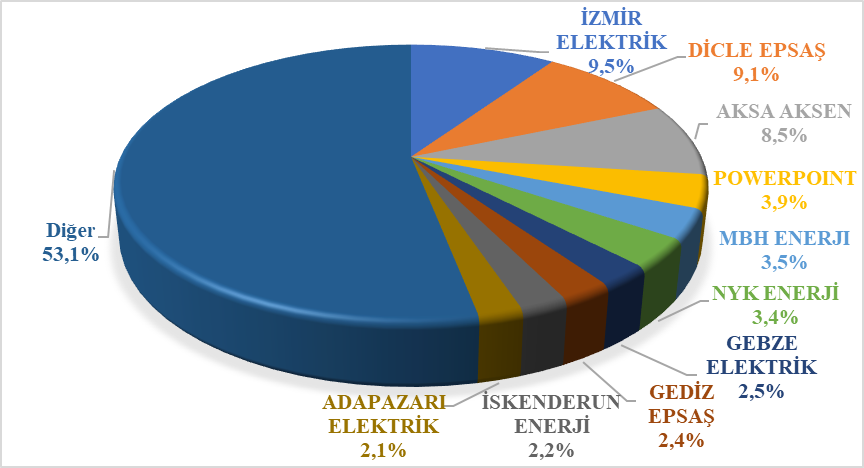 İZMİR
ELEKTRİK
9,5%
DİCLE EPSAŞ
9,1%
AKSA AKSEN
8,5%
POWERPOINT
3,9%
MBH ENERJI
3,5%
NYK ENERJİ
3,4%
GEBZE
ELEKTRİK
2,5%
GEDİZ
EPSAŞ
2,4%
İSKENDERUN
ENERJİ
2,2%
ADAPAZARI
ELEKTRİK
2,1%
Diğer
53,1%